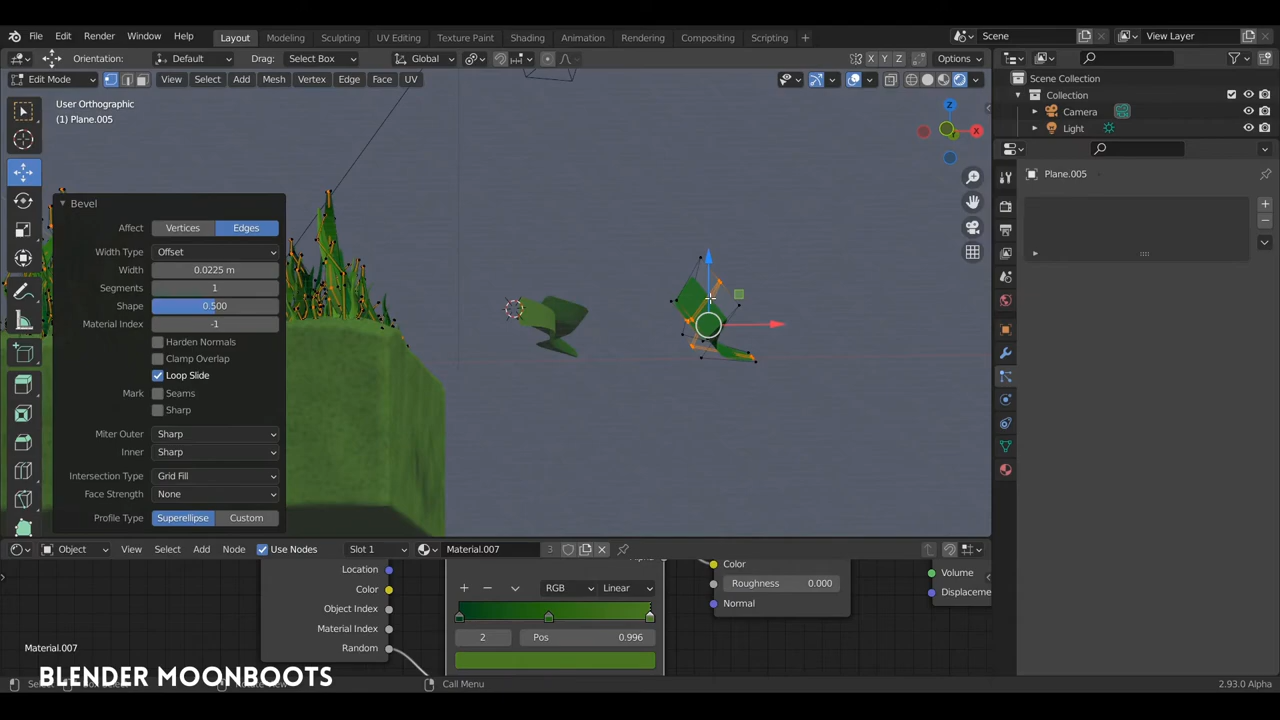 File Edit Render Window Help Layout Modeling Sculpting UV Editing Texture Paint Shading Animation Rendering Compositing Scripting + Scene View Layer
Orientation: Default Drag: Select Box Global X Y Z Options
Edit Mode View Select Add Mesh Vertex Edge Face UV
Scene Collection
Collection
Camera
Light
User Orthographic
(1) Plane.005
Z
X
Plane.005
Bevel
Affect Vertices Edges
Width Type Offset
Width 0.0225 m
Segments 1
Shape 0.500
Material Index -1
Harden Normals
Clamp Overlap
Loop Slide
Mark Seams
Sharp
Miter Outer Sharp
Inner Sharp
Intersection Type Grid Fill
Face Strength None
Profile Type Superellipse Custom
Object View Select Add Node Use Nodes Slot 1 Material.007 3
Location
Color
Object Index
Material Index
Random
RGB Linear
2 Pos 0.996
Color
Roughness 0.000
Normal
Volume
Displaceme
Material.007
BLENDER MOONBOOTS
Call Menu
2.93.0 Alpha